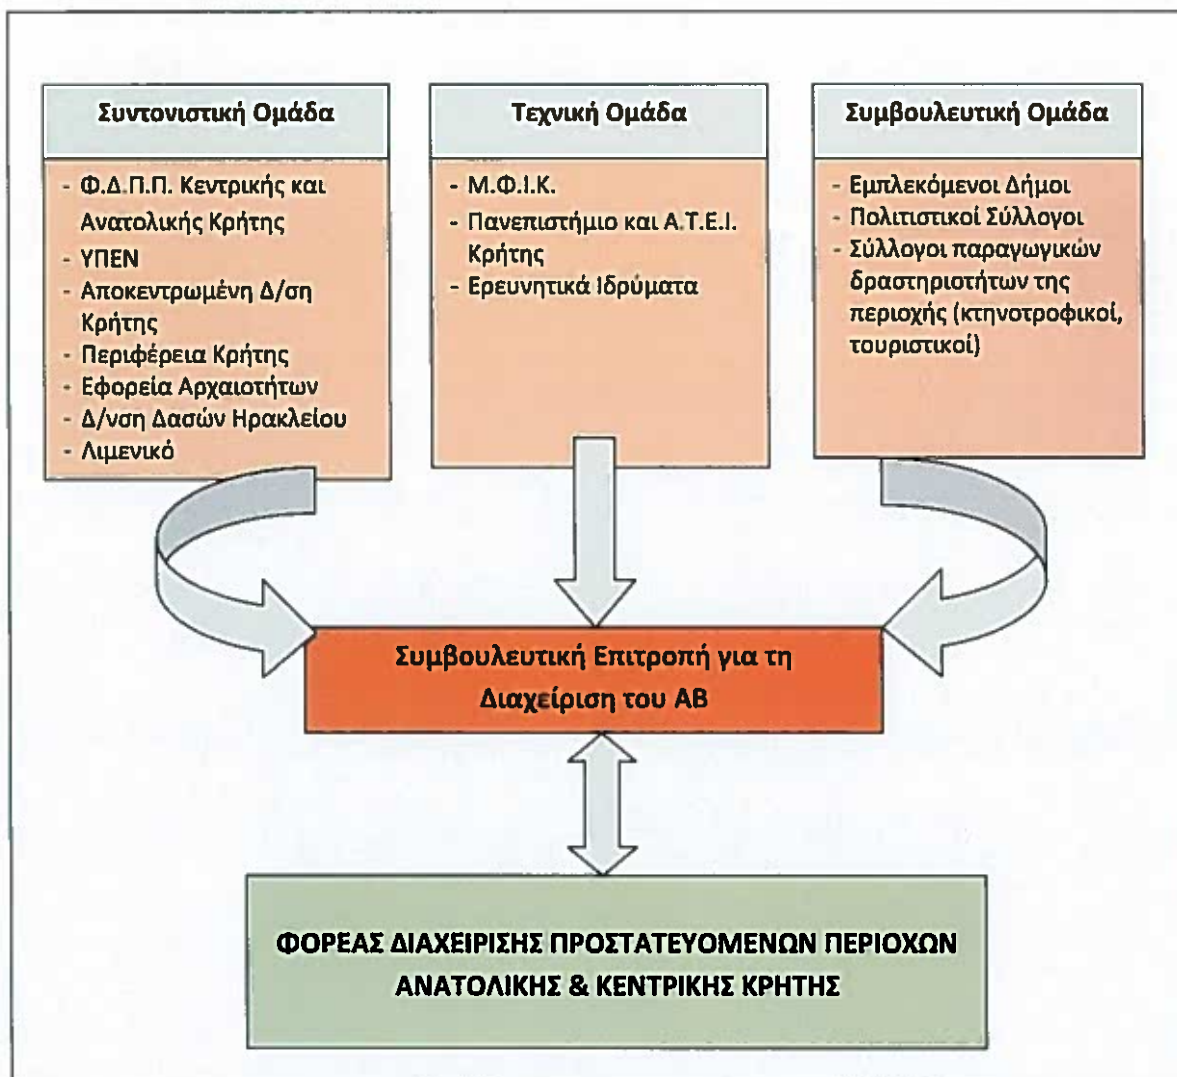 Συντονιστική Ομάδα
- Φ.Δ.Π.Π. Κεντρικής και
Ανατολικής Κρήτης
- ΥΠΕΝ
- Αποκεντρωμένη Δ/ση
Κρήτης
- Περιφέρεια Κρήτης
- Εφορεία Αρχαιοτήτων
- Δ/νση Δασών Ηρακλείου
- Λιμενικό
Τεχνική Ομάδα
- Μ.Φ.Ι.Κ.
- Πανεπιστήμιο και Α.Τ.Ε.Ι.
Κρήτης
- Ερευνητικά Ιδρύματα
Συμβουλευτική Ομάδα
- Εμπλεκόμενοι Δήμοι
- Πολιτιστικοί Σύλλογοι
- Σύλλογοι παραγωγικών
δραστηριοτήτων της
περιοχής (κτηνοτροφικοί,
τουριστικοί)
Συμβουλευτική Επιτροπή για τη
Διαχείριση του ΑΒ
ΦΟΡΕΑΣ ΔΙΑΧΕΙΡΙΣΗΣ ΠΡΟΣΤΑΤΕΥΟΜΕΝΩΝ ΠΕΡΙΟΧΩΝ
ΑΝΑΤΟΛΙΚΗΣ & ΚΕΝΤΡΙΚΗΣ ΚΡΗΤΗΣ